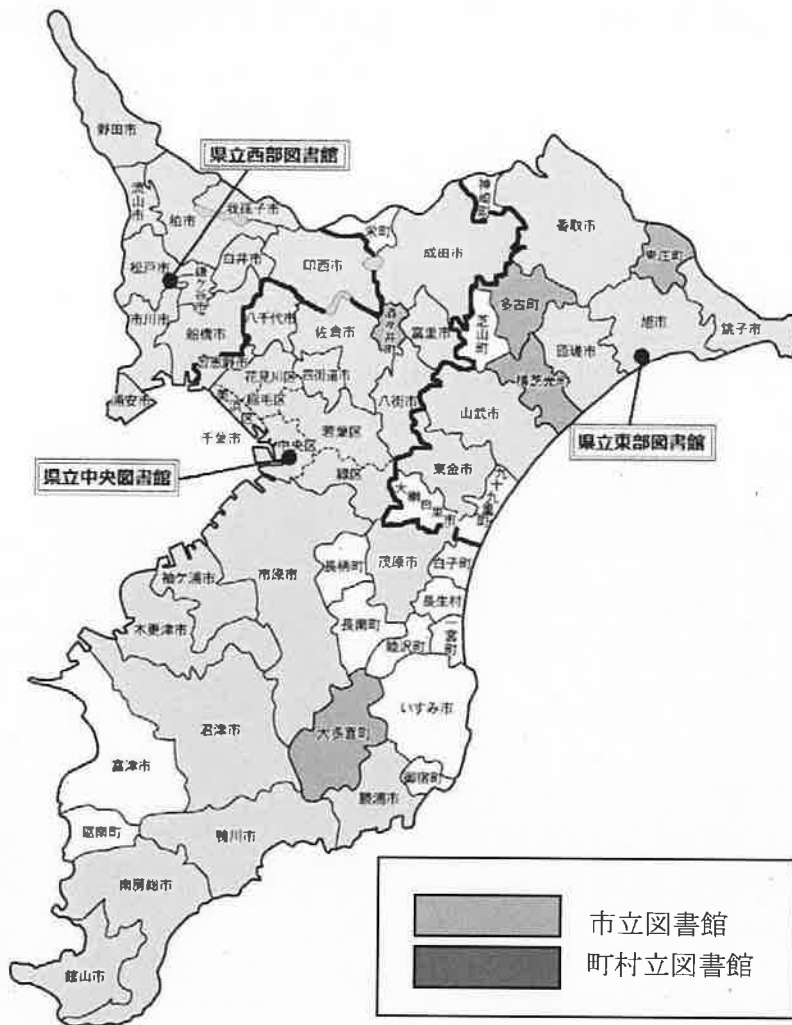 野田市
県立西部図書館
流山市
柏市
我孫子市
松戸市
鎌ケ谷市
白井市
印西市
栄町
成田市
神崎町
香取市
東庄町
市川市
船橋市
八千代市
佐倉市
酒々井町
富里市
芝山町
多古町
匝瑳市
旭市
銚子市
浦安市
習志野市
花見川区
四街道市
八街市
横芝光町
山武市
美浜区
稲毛区
若葉区
千葉市
中央区
県立東部図書館
県立中央図書館
緑区
東金市
九十九里町
大網白里市
袖ケ浦市
市原市
長柄町
茂原市
白子町
木更津市
長生村
長南町
睦沢町
一宮町
君津市
大多喜町
いすみ市
富津市
御宿町
勝浦市
鋸南町
鴨川市
南房総市
館山市
市立図書館
町村立図書館